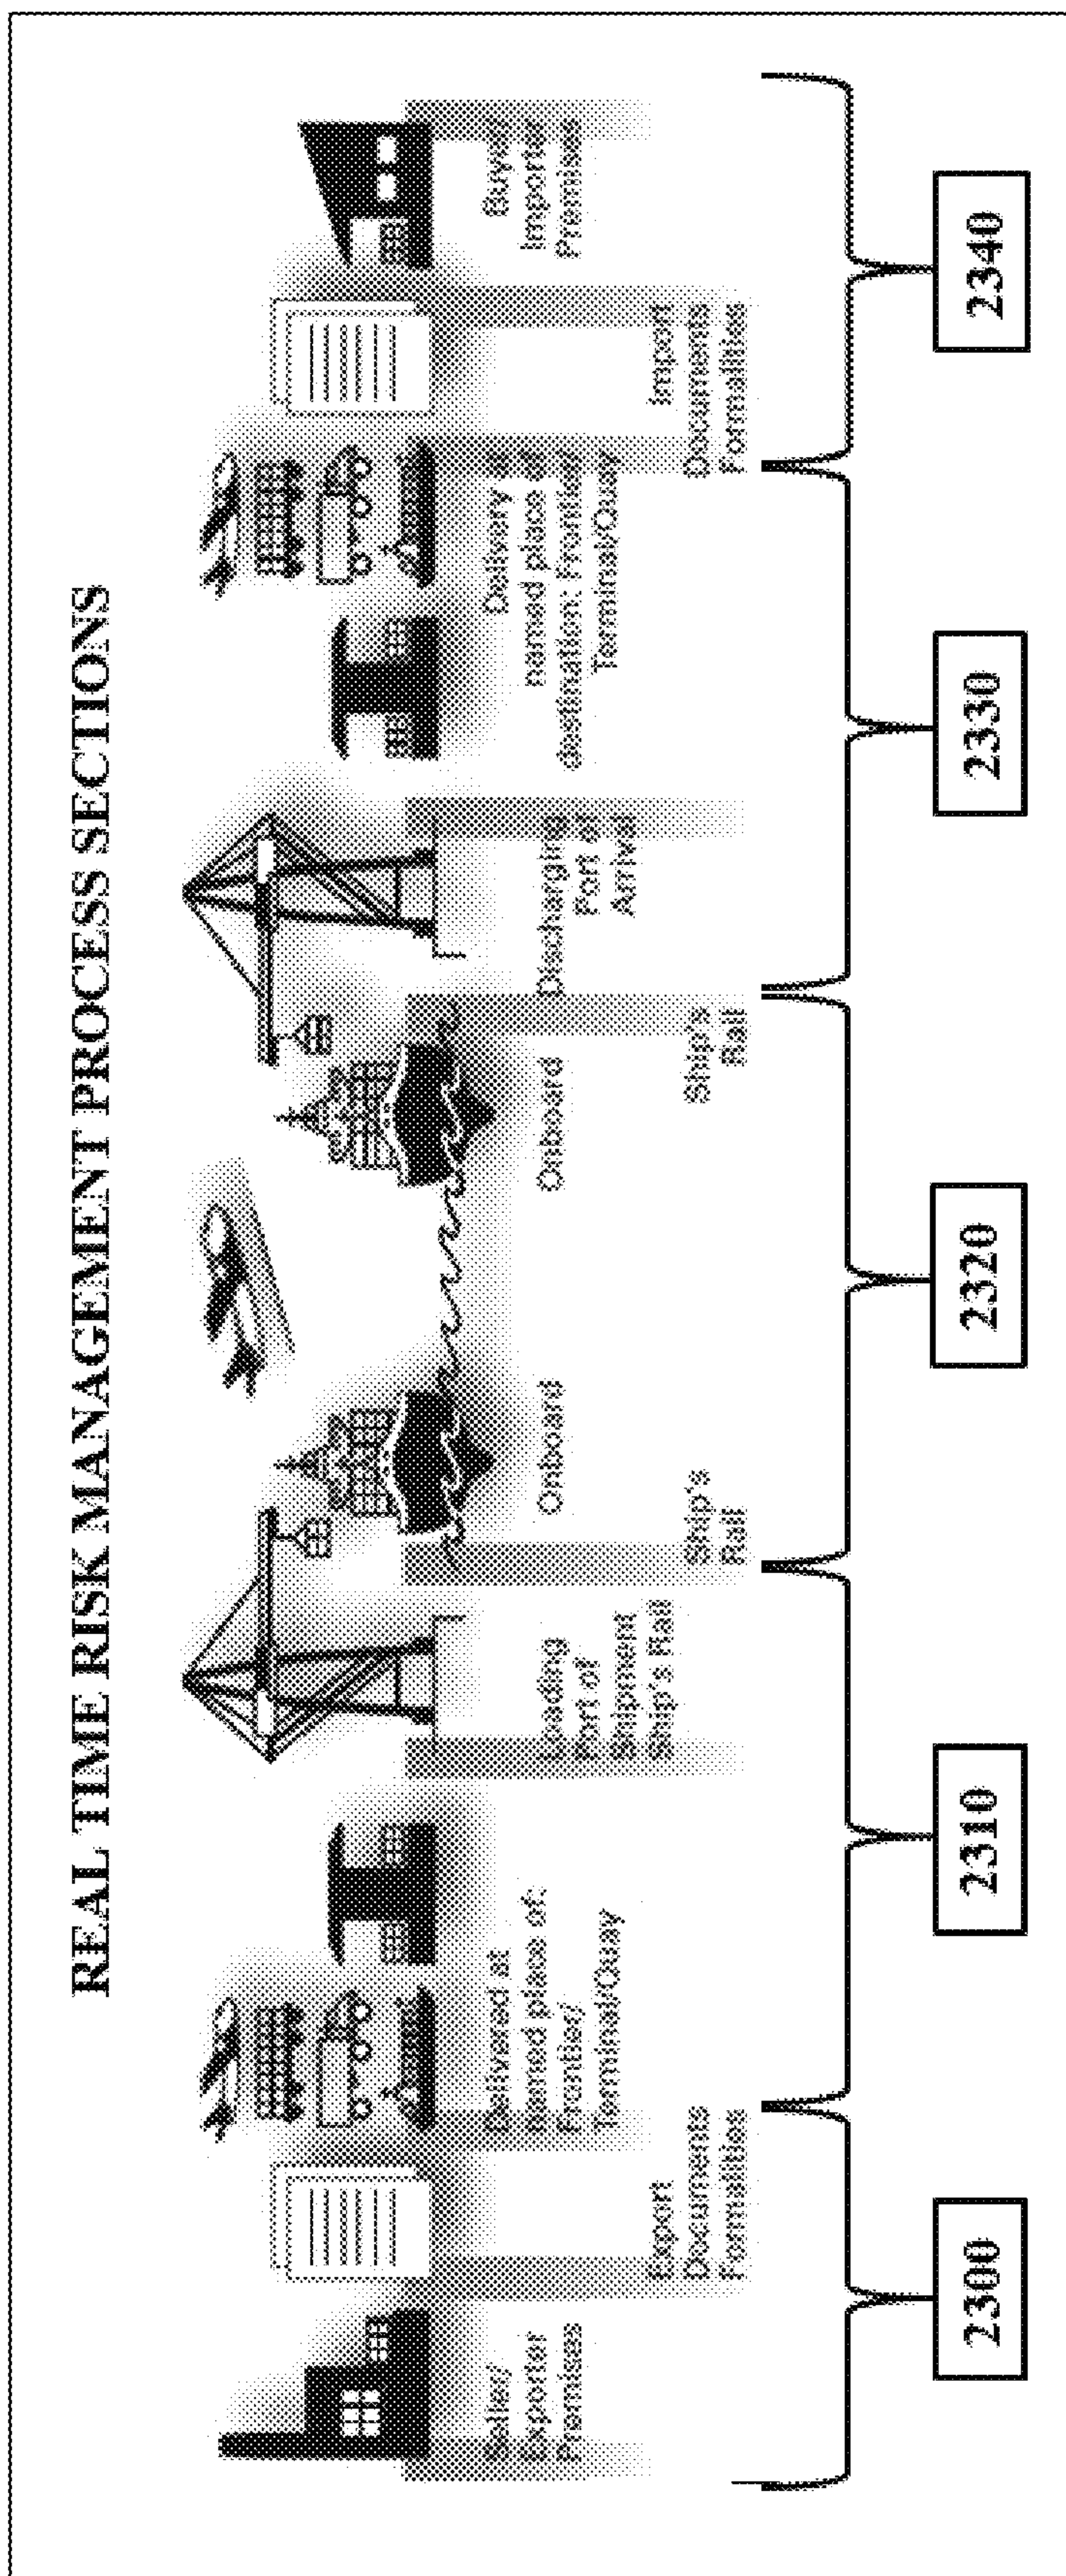 REAL TIME RISK MANAGEMENT PROCESS SECTIONS
Seller/
Exporter
Premises
Export
Documents
Formalities
Delivered at
named place of:
Frontier/
Terminal/Quay
Loading
Port of
Shipment
Ship's Rail
Ship's
Rail
Onboard
Onboard
Ship's
Rail
Discharging
Port of
Arrival
Delivery at
named place of
destination: Frontier/
Terminal/Quay
Import
Documents
Formalities
Buyer
Importer
Premises
2300
2310
2320
2330
2340